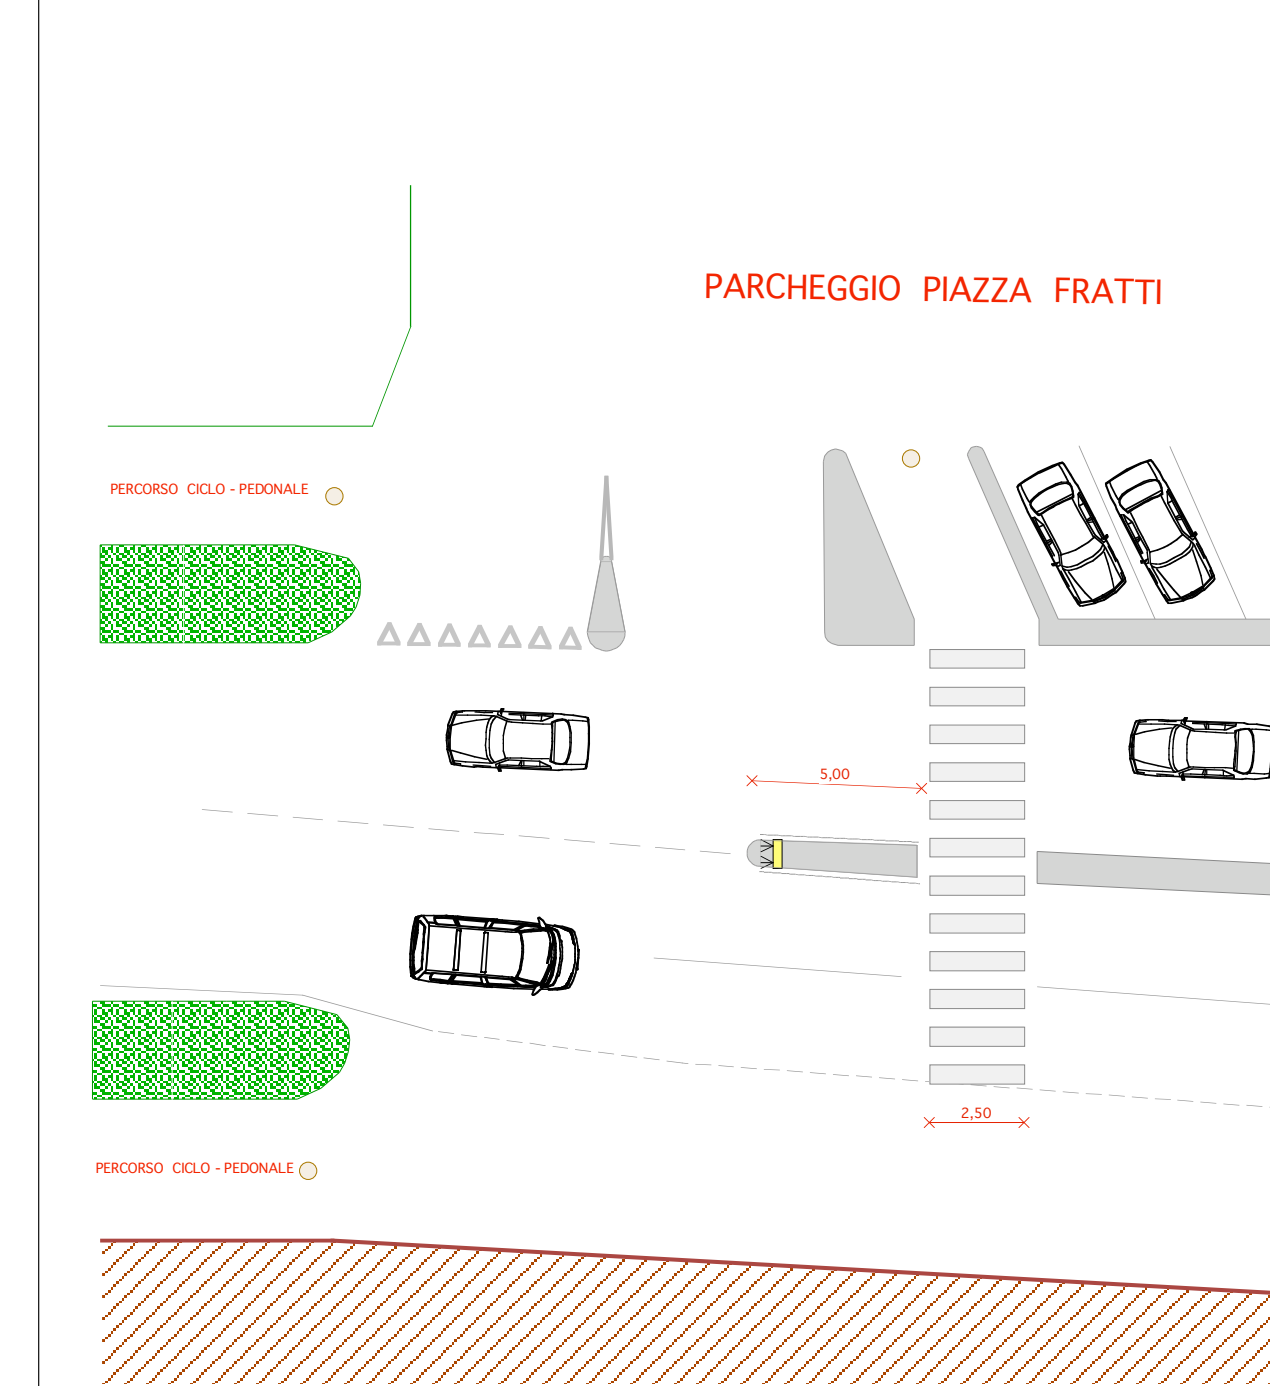 PARCHEGGIO PIAZZA FRATTI
PERCORSO CICLO - PEDONALE
5,00
2,50
PERCORSO CICLO - PEDONALE